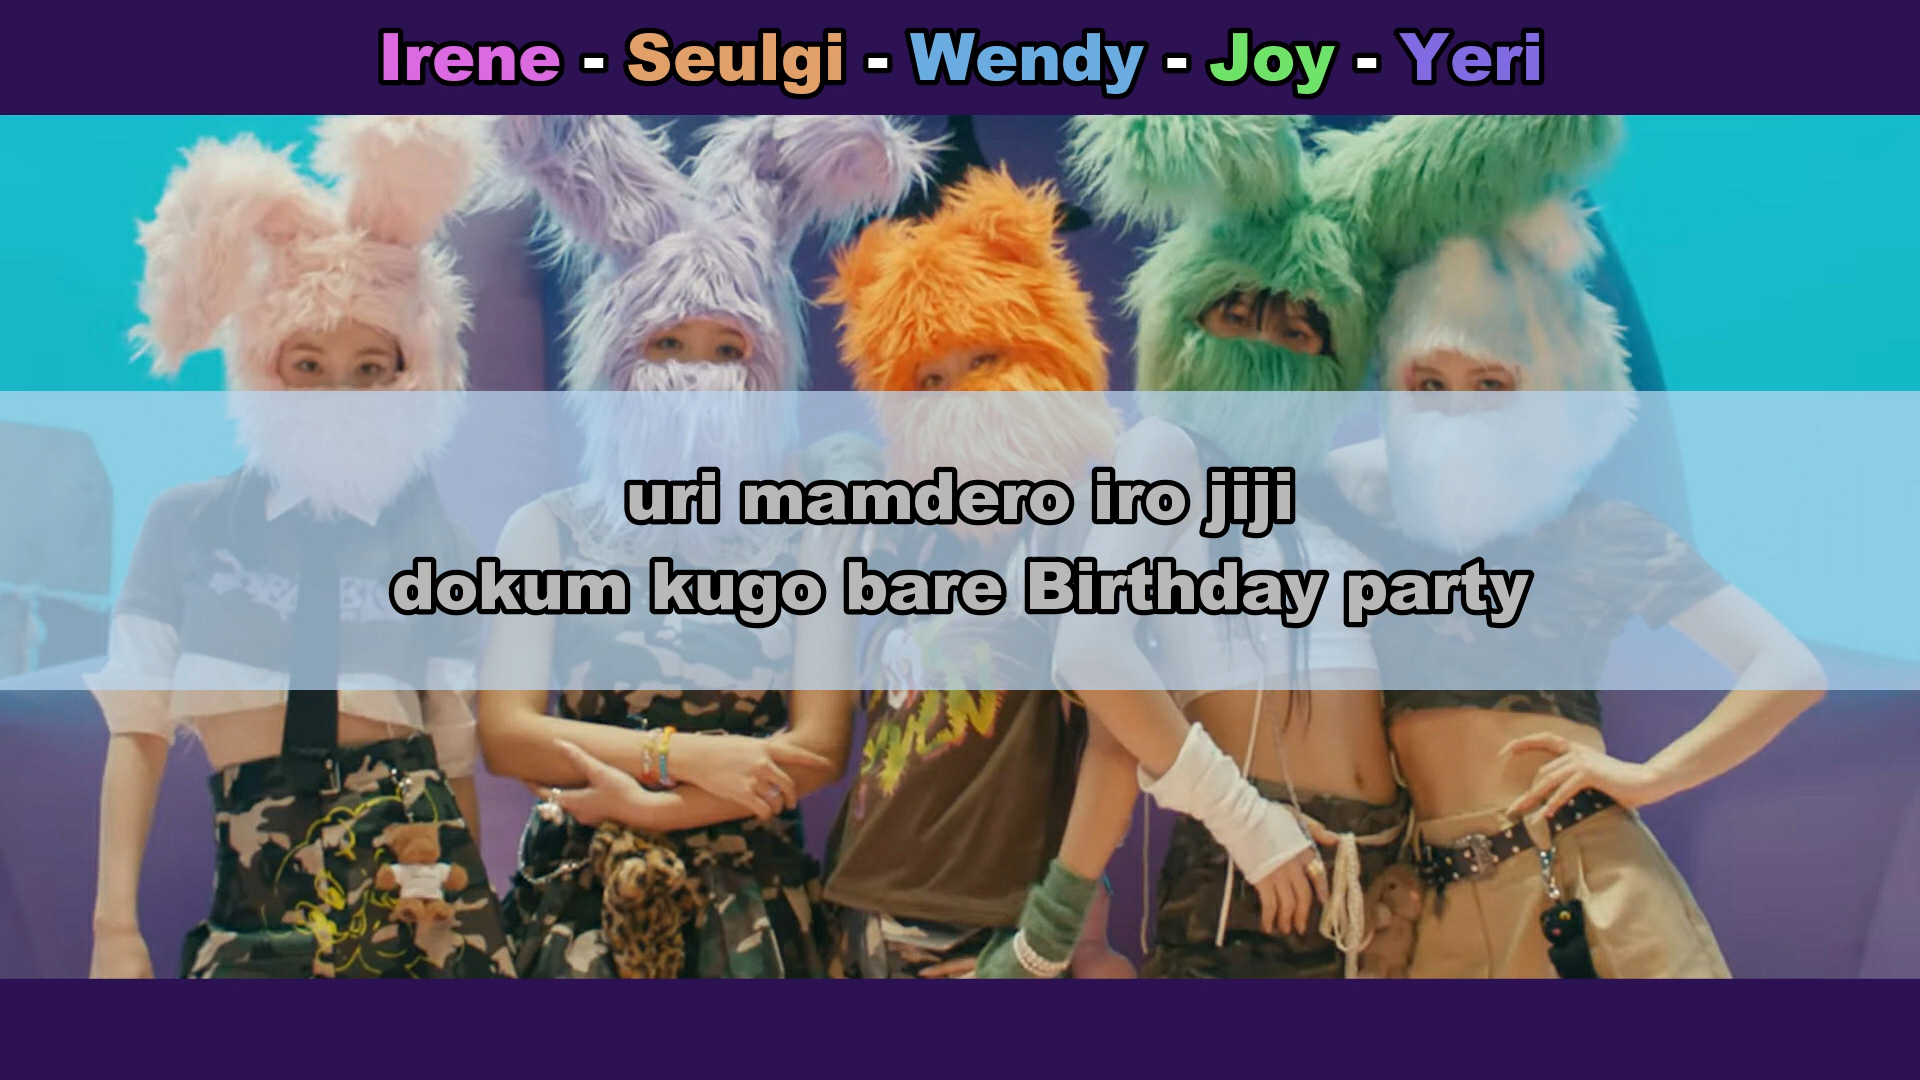 Irene - Seulgi - Wendy - Joy - Yeri
uri mamdero iro jiji
dokum kugo bare Birthday party